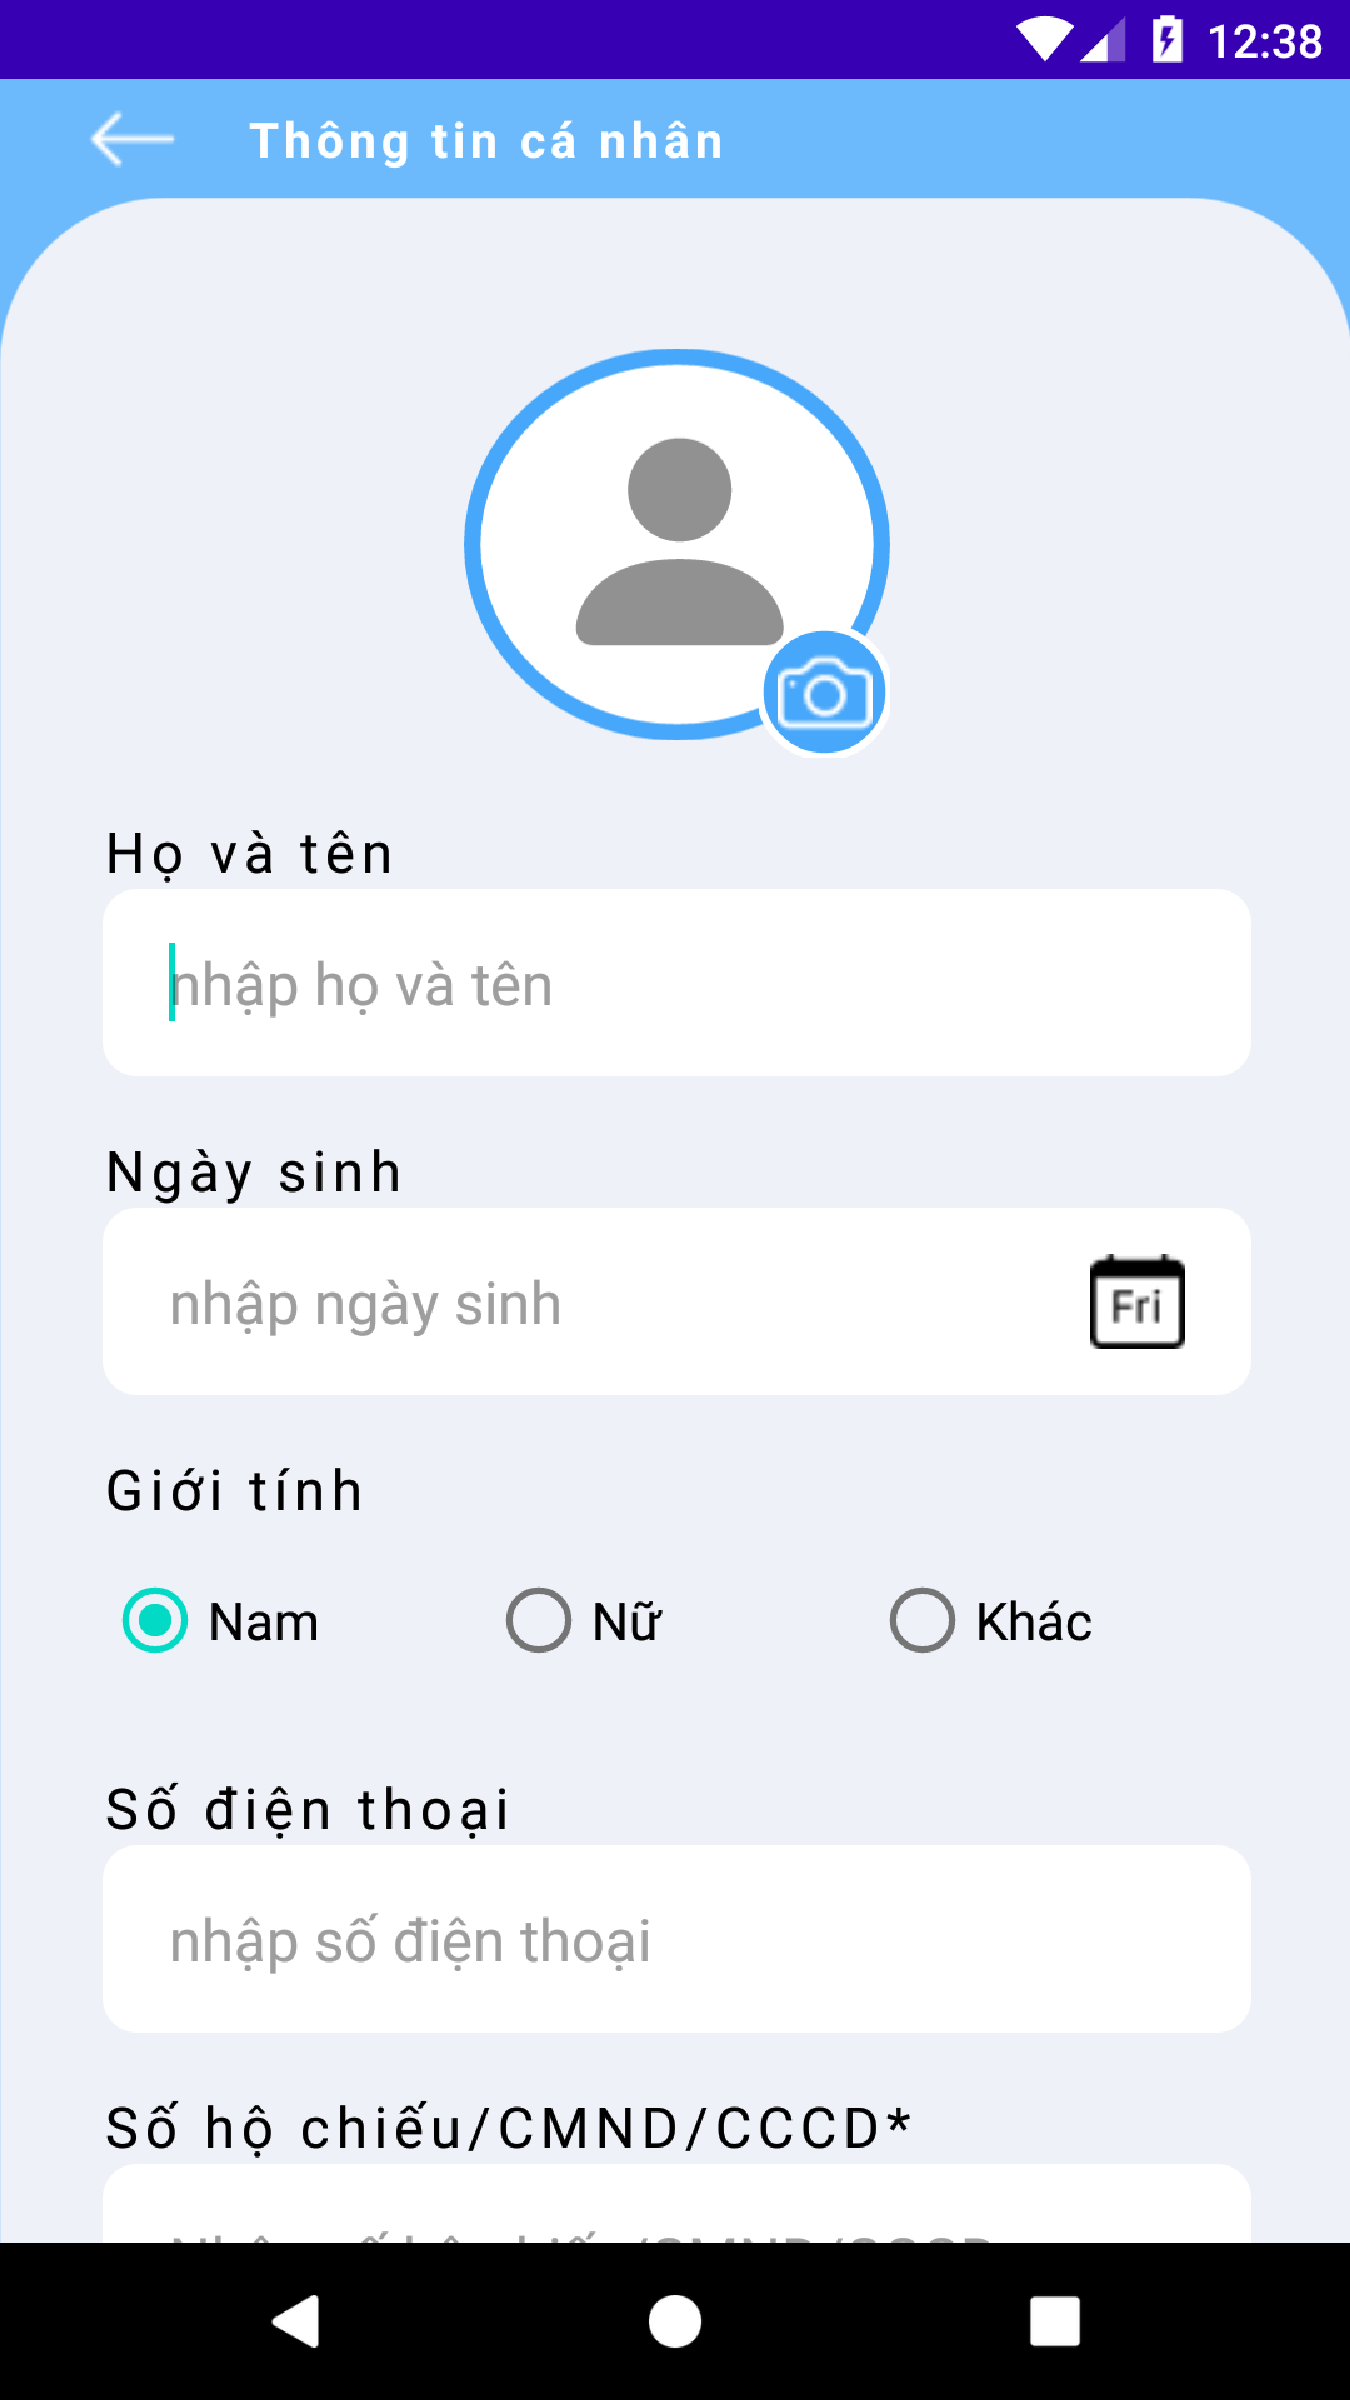 12:38
Thông tin cá nhân
Họ và tên
nhập họ và tên
Ngày sinh
nhập ngày sinh
Fri
Giới tính
Nam Nữ Khác
Số điện thoại
nhập số điện thoại
Số hộ chiếu/CMND/CCCD*